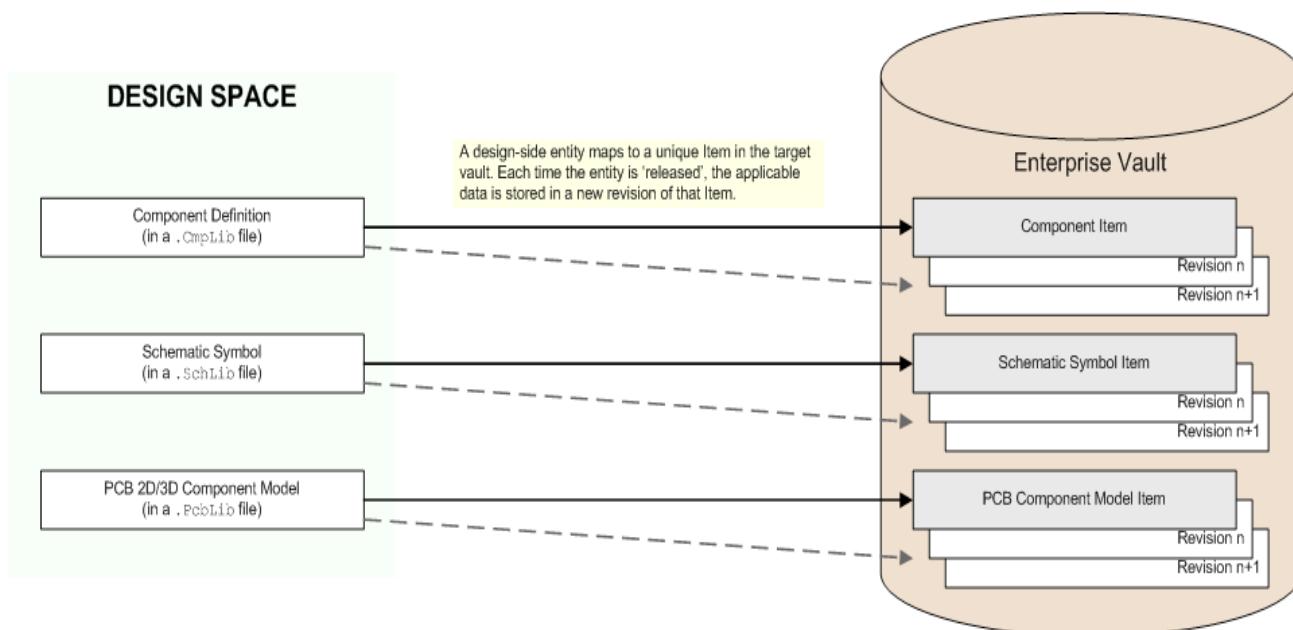 DESIGN SPACE
A design-side entity maps to a unique Item in the target
vault. Each time the entity is 'released', the applicable
data is stored in a new revision of that Item.
Enterprise Vault
Component Definition
(in a .CmpLib file)
Component Item
Revision n
Revision n+1
Schematic Symbol
(in a .SchLib file)
Schematic Symbol Item
Revision n
Revision n+1
PCB 2D/3D Component Model
(in a .PcbLib file)
PCB Component Model Item
Revision n
Revision n+1